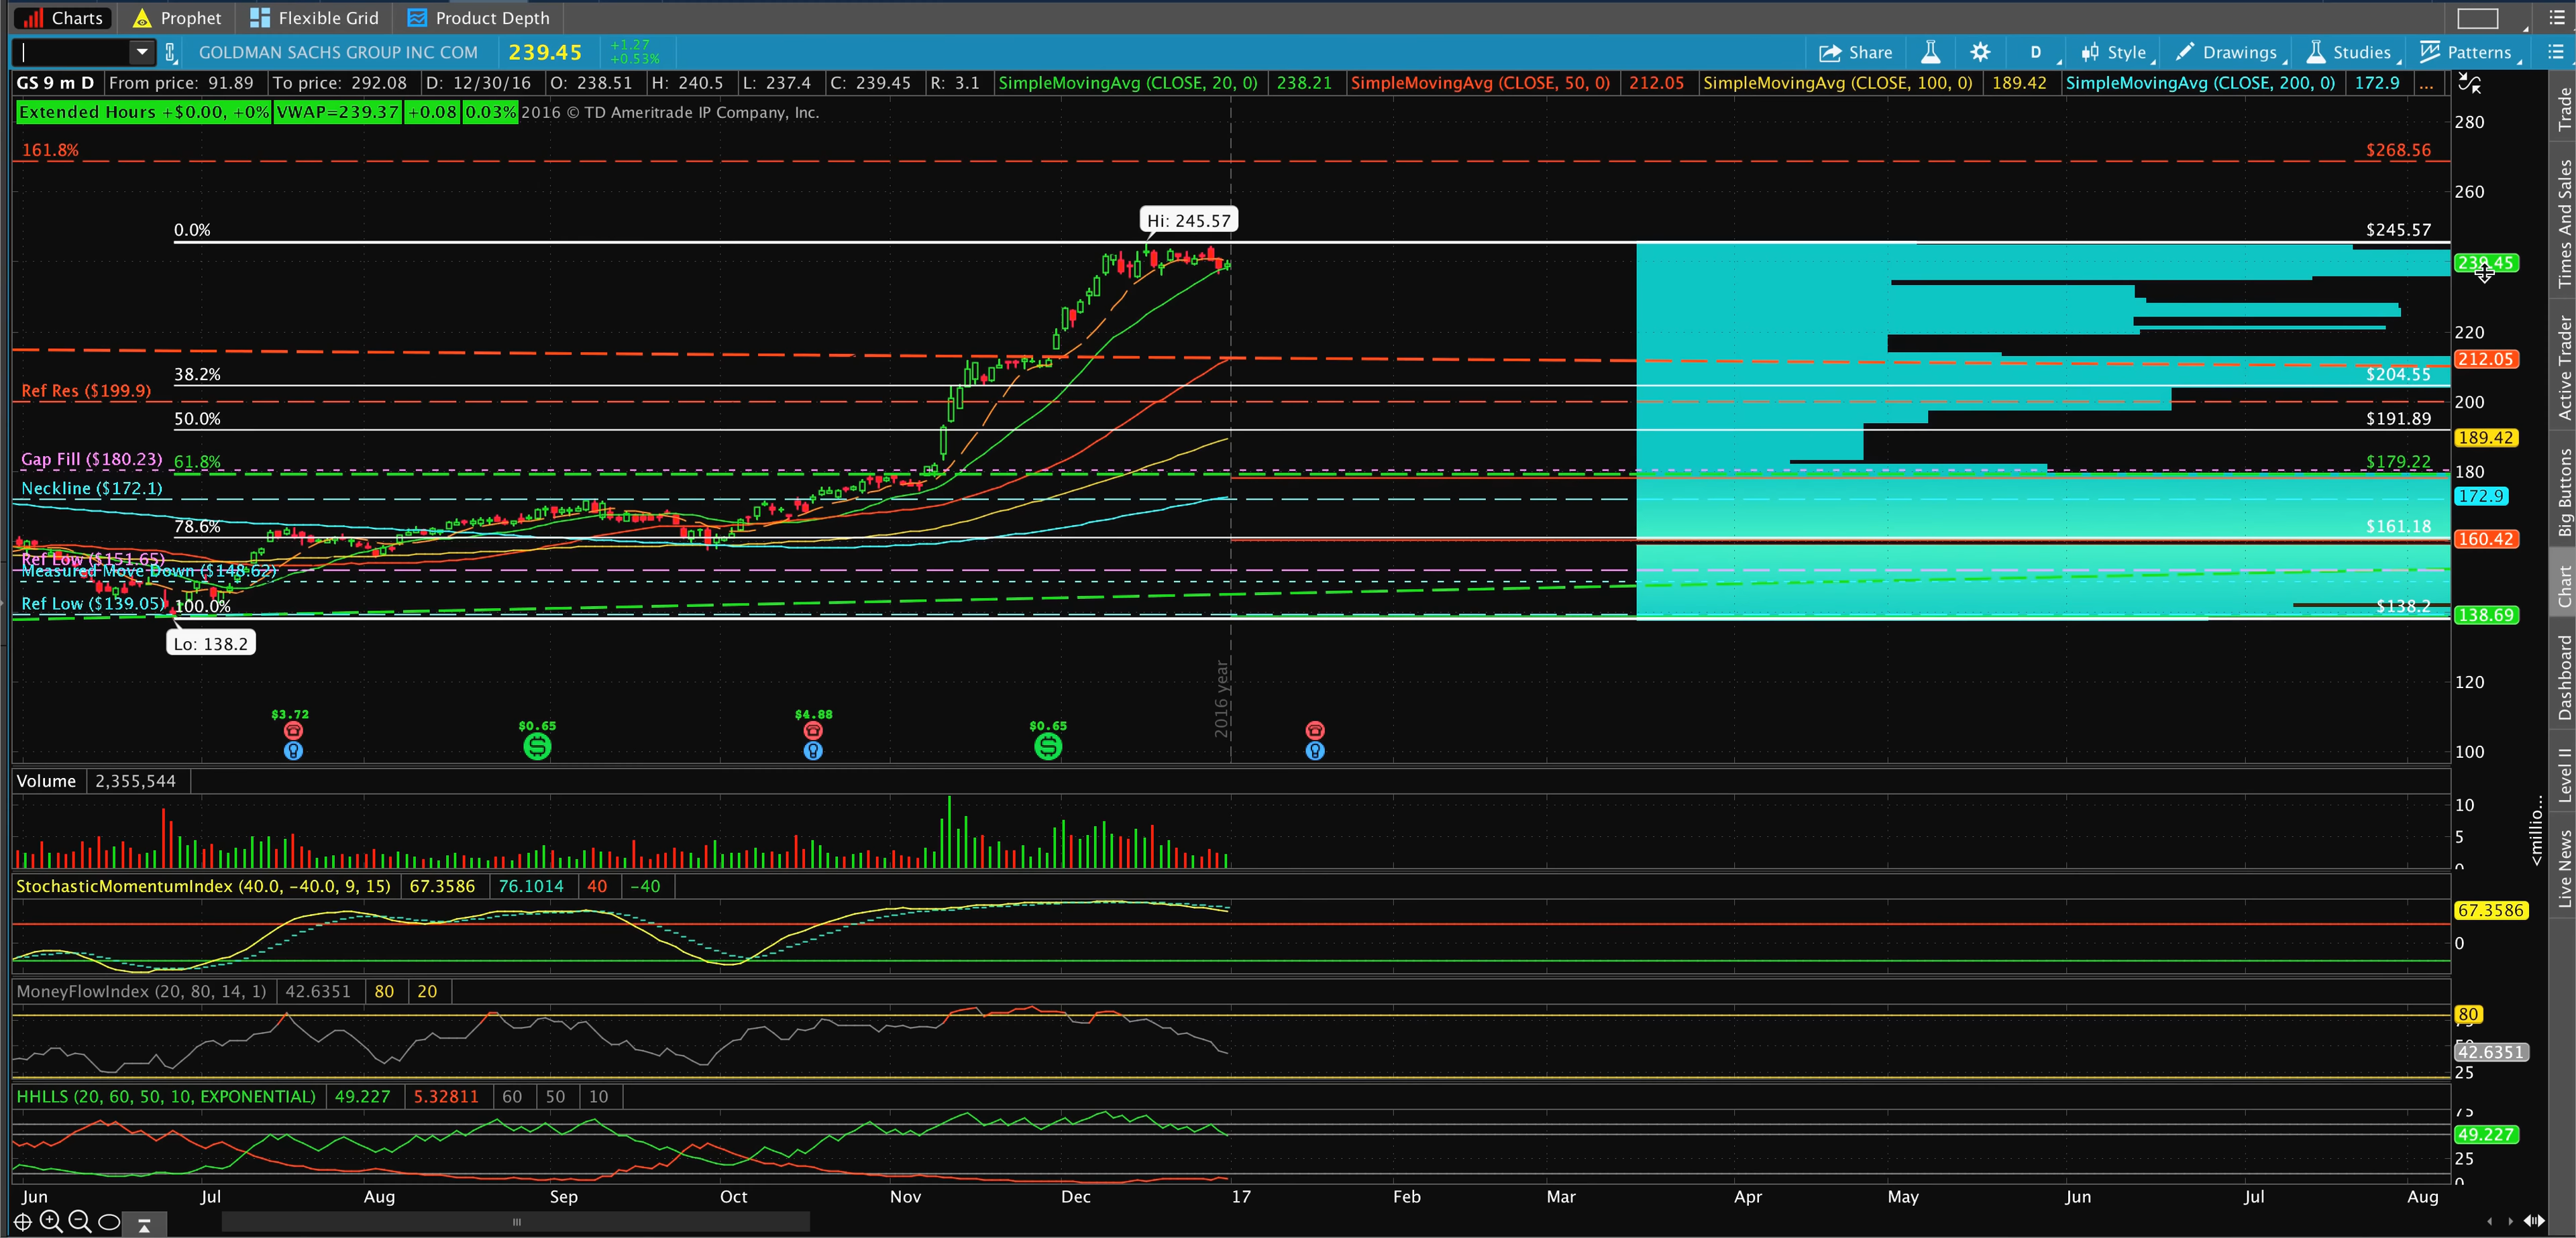 Charts Prophet Flexible Grid Product Depth
GOLDMAN SACHS GROUP INC COM 239.45 +1.27 +0.53% Share D Style Drawings Studies Patterns
GS 9 m D From price: 91.89 To price: 292.08 D: 12/30/16 O: 238.51 H: 240.5 L: 237.4 C: 239.45 R: 3.1 SimpleMovingAvg (CLOSE, 20, 0) 238.21 SimpleMovingAvg (CLOSE, 50, 0) 212.05 SimpleMovingAvg (CLOSE, 100, 0) 189.42 SimpleMovingAvg (CLOSE, 200, 0) 172.9 ...
Extended Hours +$0.00, +0% VWAP=239.37 +0.08 0.03% 2016 © TD Ameritrade IP Company, Inc.
280
161.8% $268.56
260
Hi: 245.57
0.0% $245.57
239.45
220
212.05
38.2% $204.55
Ref Res ($199.9)
200
50.0% $191.89
189.42
Gap Fill ($180.23) 61.8% $179.22
180
Neckline ($172.1)
172.9
78.6% $161.18
160.42
Ref Low ($151.65)
Measured Move Down ($148.62)
Ref Low ($139.05) 100.0% $138.2
138.69
Lo: 138.2
120
2016 year
$3.72 $0.65 $4.88 $0.65
100
Volume 2,355,544
10
5
<millio...
StochasticMomentumIndex (40.0, -40.0, 9, 15) 67.3586 76.1014 40 -40
67.3586
0
MoneyFlowIndex (20, 80, 14, 1) 42.6351 80 20
80
42.6351
25
HHLLS (20, 60, 50, 10, EXPONENTIAL) 49.227 5.32811 60 50 10
75
49.227
25
Jun Jul Aug Sep Oct Nov Dec 17 Feb Mar Apr May Jun Jul Aug
Trade
Times And Sales
Active Trader
Big Buttons
Chart
Dashboard
Level II
Live News